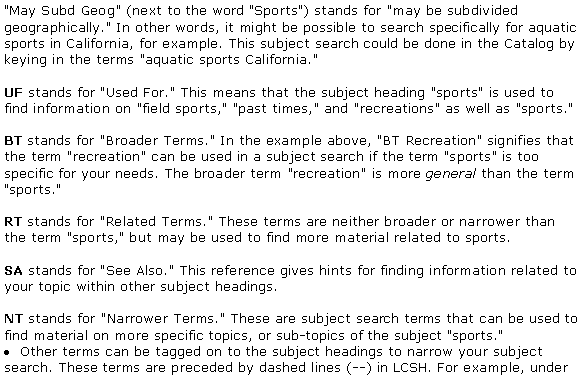 "May Subd Geog" (next to the word "Sports") stands for "may be subdivided
geographically." In other words, it might be possible to search specifically for aquatic
sports in California, for example. This subject search could be done in the Catalog by
keying in the terms "aquatic sports California."
UF stands for "Used For." This means that the subject heading "sports" is used to
find information on "field sports," "past times," and "recreations" as well as "sports."
BT stands for "Broader Terms." In the example above, "BT Recreation" signifies that
the term "recreation" can be used in a subject search if the term "sports" is too
specific for your needs. The broader term "recreation" is more general than the term
"sports."
RT stands for "Related Terms." These terms are neither broader or narrower than
the term "sports," but may be used to find more material related to sports.
SA stands for "See Also." This reference gives hints for finding information related to
your topic within other subject headings.
NT stands for "Narrower Terms." These are subject search terms that can be used to
find material on more specific topics, or sub-topics of the subject "sports."
• Other terms can be tagged on to the subject headings to narrow your subject
search. These terms are preceded by dashed lines (--) in LCSH. For example, under